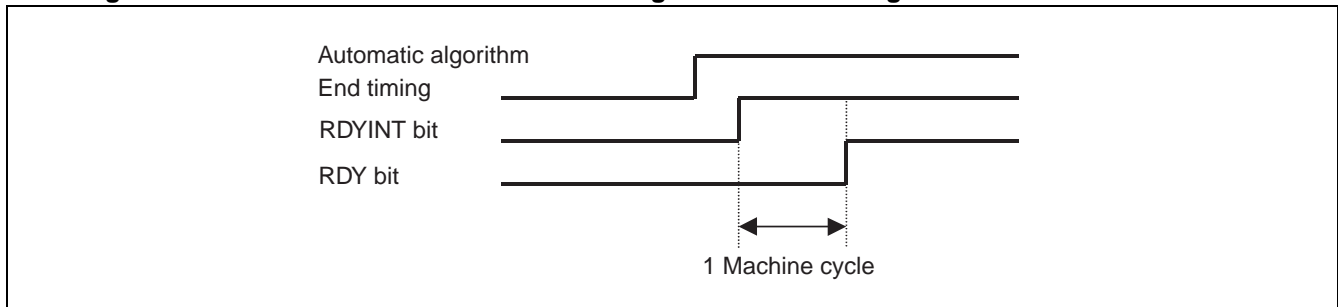 Automatic algorithm
End timing
RDYINT bit
RDY bit
1 Machine cycle